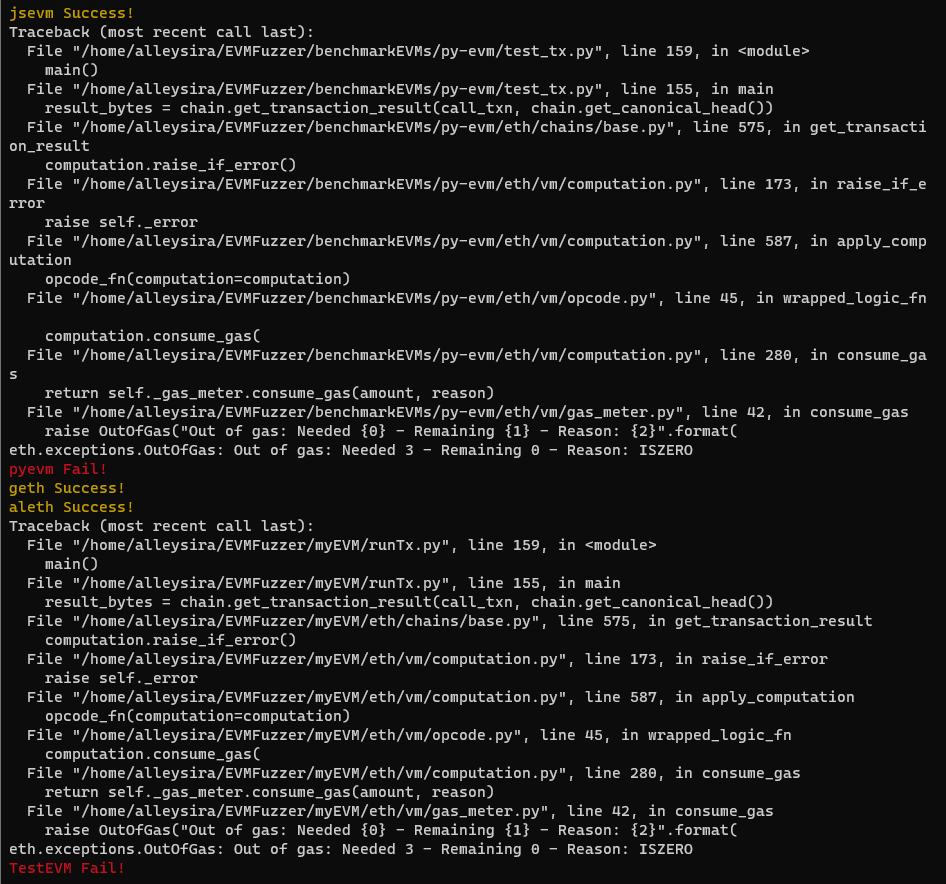 jsevm Success!
Traceback (most recent call last):
  File "/home/alleysira/EVMFuzzer/benchmarkEVMs/py-evm/test_tx.py", line 159, in <module>
    main()
  File "/home/alleysira/EVMFuzzer/benchmarkEVMs/py-evm/test_tx.py", line 155, in main
    result_bytes = chain.get_transaction_result(call_txn, chain.get_canonical_head())
  File "/home/alleysira/EVMFuzzer/benchmarkEVMs/py-evm/eth/chains/base.py", line 575, in get_transacti
on_result
    computation.raise_if_error()
  File "/home/alleysira/EVMFuzzer/benchmarkEVMs/py-evm/eth/vm/computation.py", line 173, in raise_if_e
rror
    raise self._error
  File "/home/alleysira/EVMFuzzer/benchmarkEVMs/py-evm/eth/vm/computation.py", line 587, in apply_comp
utation
    opcode_fn(computation=computation)
  File "/home/alleysira/EVMFuzzer/benchmarkEVMs/py-evm/eth/vm/opcode.py", line 45, in wrapped_logic_fn
    computation.consume_gas(
  File "/home/alleysira/EVMFuzzer/benchmarkEVMs/py-evm/eth/vm/computation.py", line 280, in consume_ga
s
    return self._gas_meter.consume_gas(amount, reason)
  File "/home/alleysira/EVMFuzzer/benchmarkEVMs/py-evm/eth/vm/gas_meter.py", line 42, in consume_gas
    raise OutOfGas("Out of gas: Needed {0} - Remaining {1} - Reason: {2}".format(
eth.exceptions.OutOfGas: Out of gas: Needed 3 - Remaining 0 - Reason: ISZERO
pyevm Fail!
geth Success!
aleth Success!
Traceback (most recent call last):
  File "/home/alleysira/EVMFuzzer/myEVM/runTx.py", line 159, in <module>
    main()
  File "/home/alleysira/EVMFuzzer/myEVM/runTx.py", line 155, in main
    result_bytes = chain.get_transaction_result(call_txn, chain.get_canonical_head())
  File "/home/alleysira/EVMFuzzer/myEVM/eth/chains/base.py", line 575, in get_transaction_result
    computation.raise_if_error()
  File "/home/alleysira/EVMFuzzer/myEVM/eth/vm/computation.py", line 173, in raise_if_error
    raise self._error
  File "/home/alleysira/EVMFuzzer/myEVM/eth/vm/computation.py", line 587, in apply_computation
    opcode_fn(computation=computation)
  File "/home/alleysira/EVMFuzzer/myEVM/eth/vm/opcode.py", line 45, in wrapped_logic_fn
    computation.consume_gas(
  File "/home/alleysira/EVMFuzzer/myEVM/eth/vm/computation.py", line 280, in consume_gas
    return self._gas_meter.consume_gas(amount, reason)
  File "/home/alleysira/EVMFuzzer/myEVM/eth/vm/gas_meter.py", line 42, in consume_gas
    raise OutOfGas("Out of gas: Needed {0} - Remaining {1} - Reason: {2}".format(
eth.exceptions.OutOfGas: Out of gas: Needed 3 - Remaining 0 - Reason: ISZERO
TestEVM Fail!